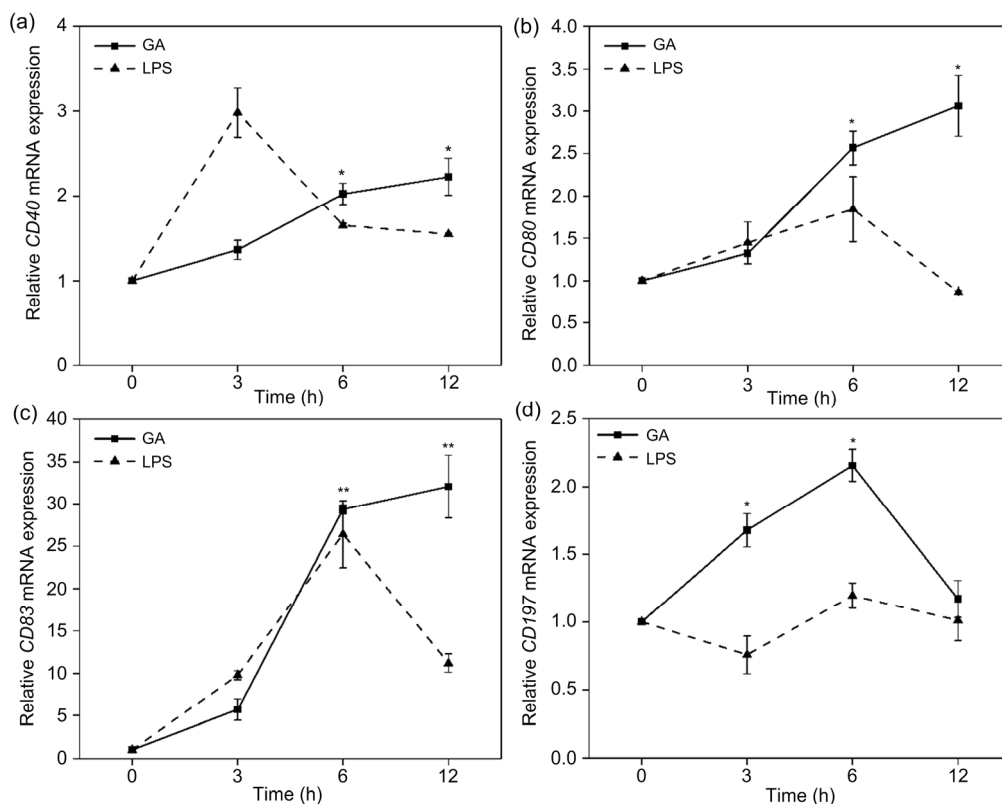 (a)
Relative CD40 mRNA expression
4
3
2
1
0
GA
LPS
*
*
0 3 6 12
Time (h)
(b)
Relative CD80 mRNA expression
4.0
3.5
3.0
2.5
2.0
1.5
1.0
0.5
0.0
GA
LPS
*
*
0 3 6 12
Time (h)
(c)
Relative CD83 mRNA expression
40
35
30
25
20
15
10
5
0
GA
LPS
**
**
0 3 6 12
Time (h)
(d)
Relative CD197 mRNA expression
2.5
2.0
1.5
1.0
0.5
0.0
GA
LPS
*
*
0 3 6 12
Time (h)